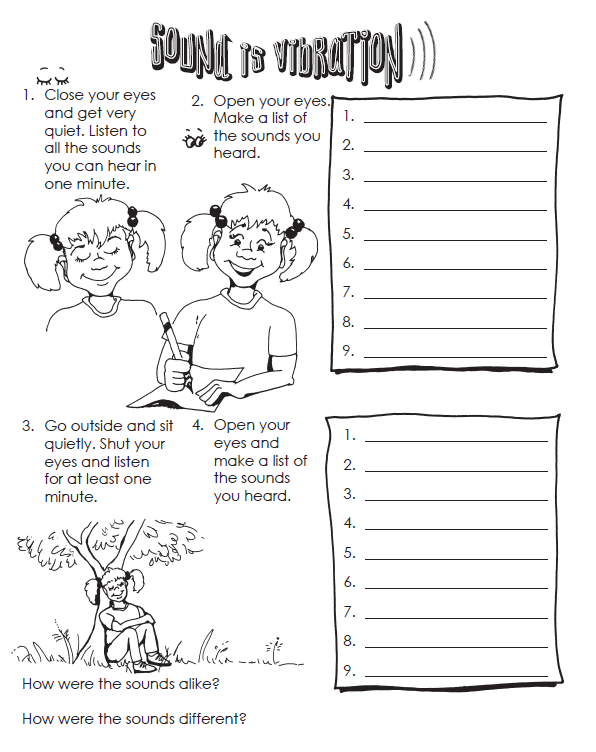 SOUND is VibRATiON
1. Close your eyes
and get very
quiet. Listen to
all the sounds
you can hear in
one minute.
2. Open your eyes.
Make a list of
the sounds you
heard.
1.
2.
3.
4.
5.
6.
7.
8.
9.
3. Go outside and sit
quietly. Shut your
eyes and listen
for at least one
minute.
4. Open your
eyes and
make a list of
the sounds
you heard.
1.
2.
3.
4.
5.
6.
7.
8.
9.
How were the sounds alike?
How were the sounds different?